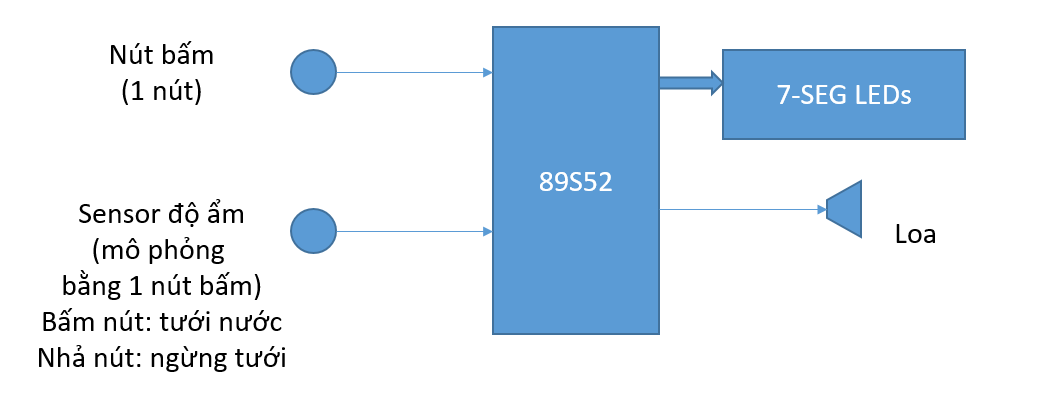 Nút bấm
(1 nút)
7-SEG LEDs
89S52
Sensor độ ẩm
(mô phỏng
bằng 1 nút bấm)
Bấm nút: tưới nước
Nhả nút: ngừng tưới
Loa